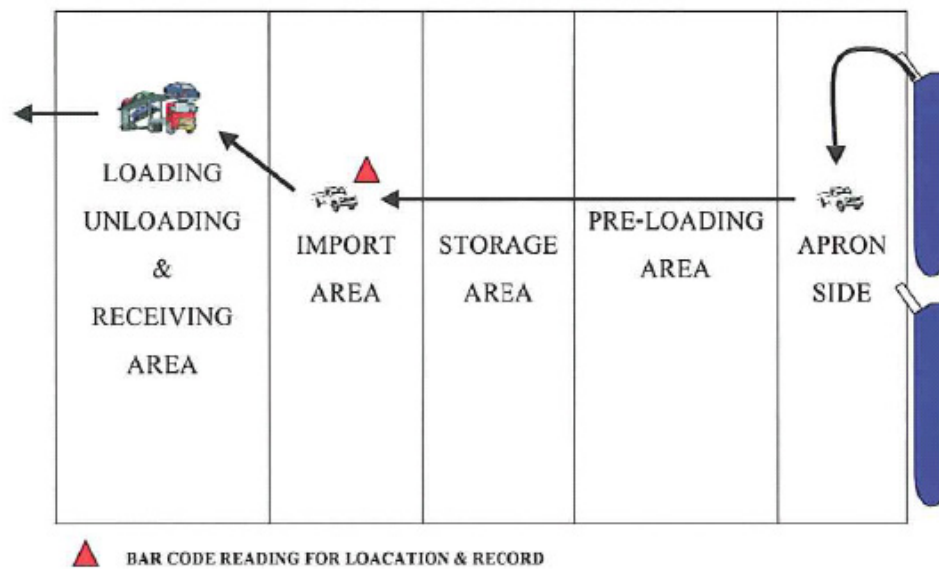 LOADING
UNLOADING
&
RECEIVING
AREA
IMPORT
AREA
STORAGE
AREA
PRE-LOADING
AREA
APRON
SIDE
BAR CODE READING FOR LOACATION & RECORD